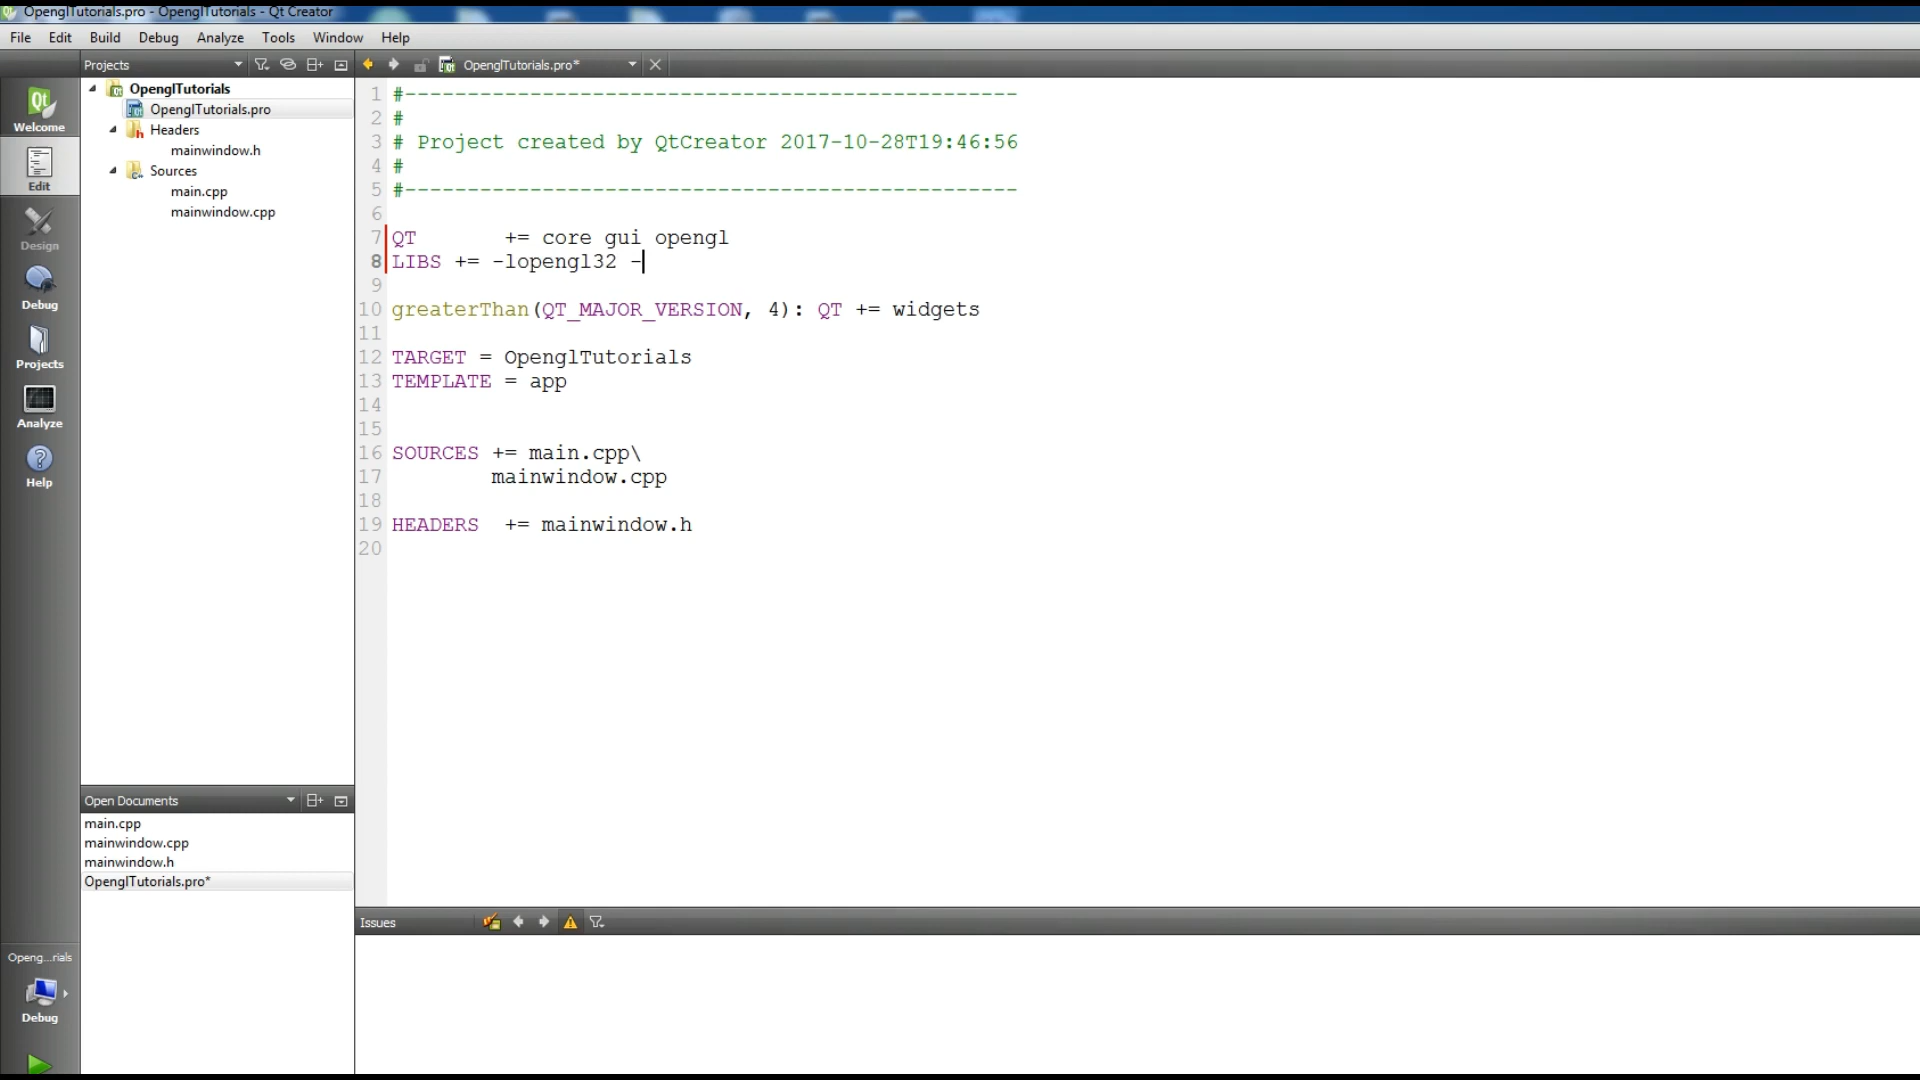 OpenglTutorials.pro - OpenglTutorials - Qt Creator
File Edit Build Debug Analyze Tools Window Help
Projects
OpenglTutorials.pro*
OpenglTutorials
OpenglTutorials.pro
Headers
mainwindow.h
Sources
main.cpp
mainwindow.cpp
Qt
Welcome
Edit
Design
Debug
Projects
Analyze
Help
1 #-------------------------------------------------
2 #
3 # Project created by QtCreator 2017-10-28T19:46:56
4 #
5 #-------------------------------------------------
6
7 QT       += core gui opengl
8 LIBS += -lopengl32 -
9
10 greaterThan(QT_MAJOR_VERSION, 4): QT += widgets
11
12 TARGET = OpenglTutorials
13 TEMPLATE = app
14
15
16 SOURCES += main.cpp\
17         mainwindow.cpp
18
19 HEADERS  += mainwindow.h
20
Open Documents
main.cpp
mainwindow.cpp
mainwindow.h
OpenglTutorials.pro*
Issues
Openg...rials
Debug